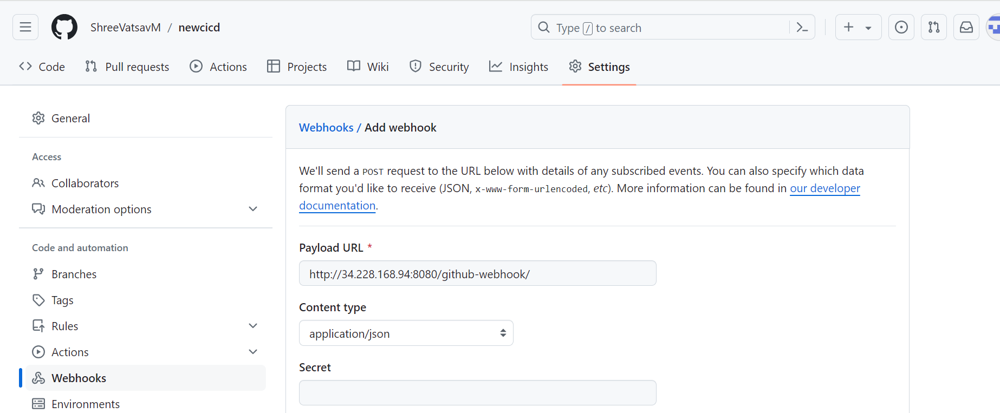 ShreeVatsavM / newcicd
Type / to search
Code Pull requests Actions Projects Wiki Security Insights Settings
General
Access
Collaborators
Moderation options
Code and automation
Branches
Tags
Rules
Actions
Webhooks
Environments
Webhooks / Add webhook
We'll send a POST request to the URL below with details of any subscribed events. You can also specify which data
format you'd like to receive (JSON, x-www-form-urlencoded, etc). More information can be found in our developer
documentation.
Payload URL *
http://34.228.168.94:8080/github-webhook/
Content type
application/json
Secret